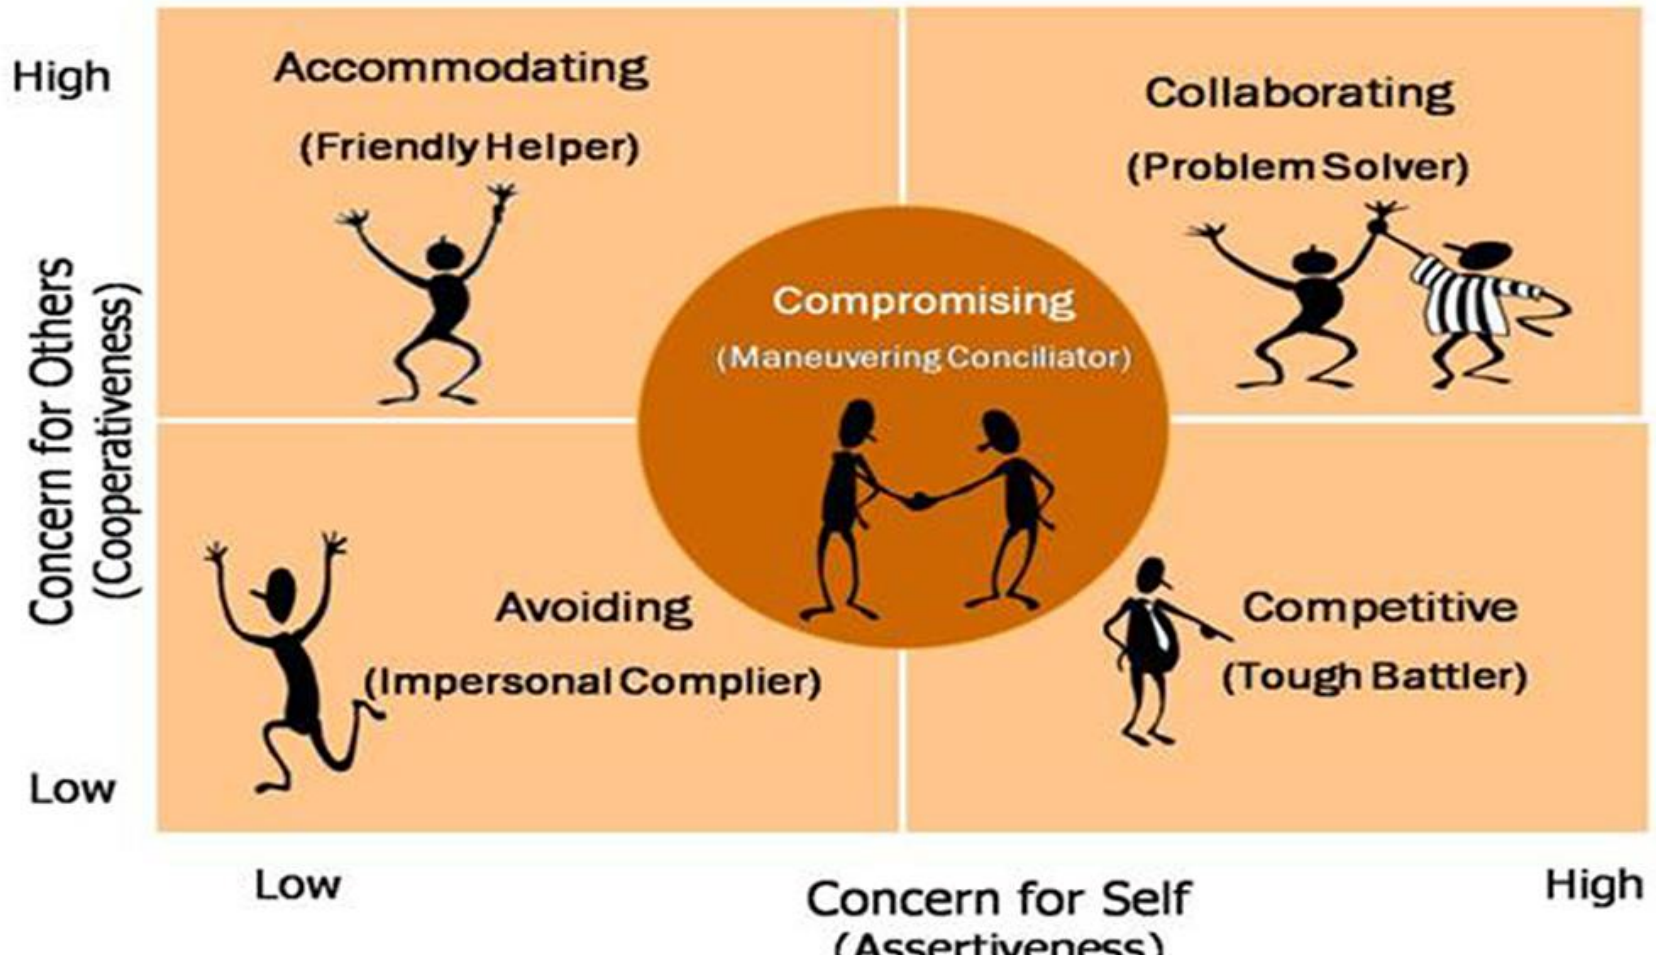 High
Accommodating
(Friendly Helper)
Collaborating
(Problem Solver)
Compromising
(Maneuvering Conciliator)
Concern for Others
(Cooperativeness)
Avoiding
(Impersonal Complier)
Competitive
(Tough Battler)
Low
Low
Concern for Self
(Assertiveness)
High